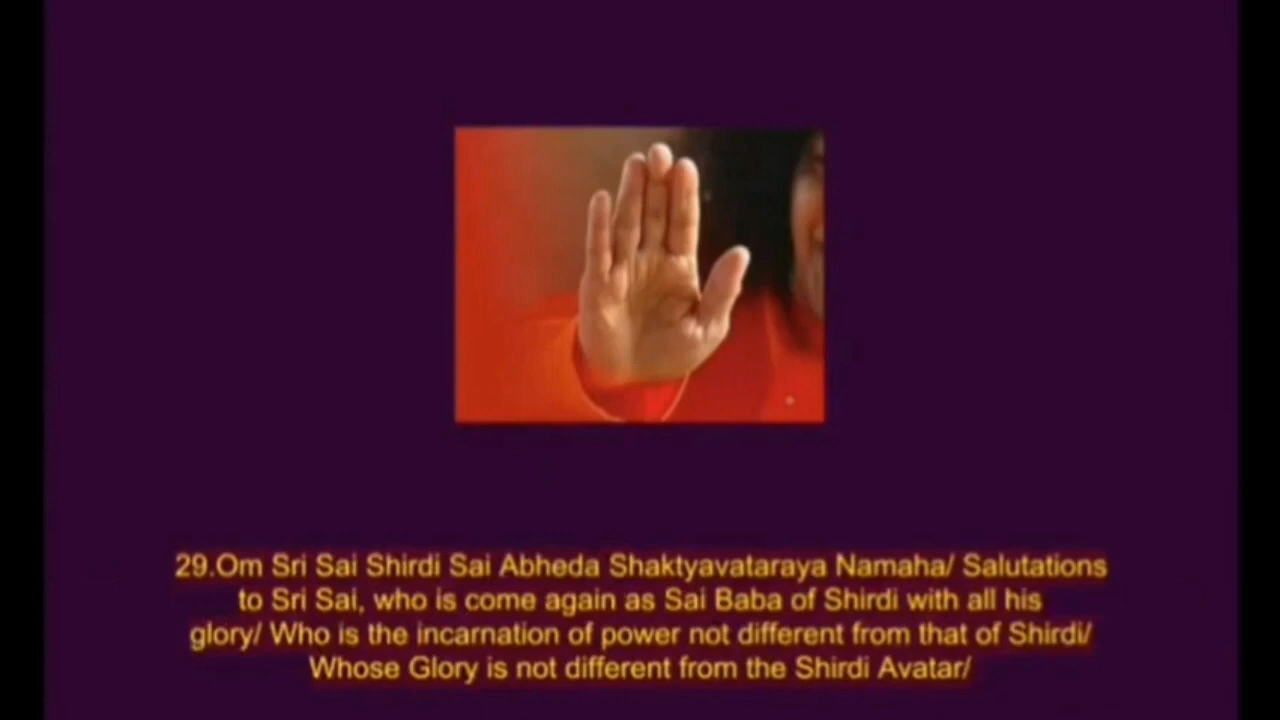 29.Om Sri Sai Shirdi Sai Abheda Shaktyavataraya Namaha/ Salutations
to Sri Sai, who is come again as Sai Baba of Shirdi with all his
glory/ Who is the incarnation of power not different from that of Shirdi/
Whose Glory is not different from the Shirdi Avatar/